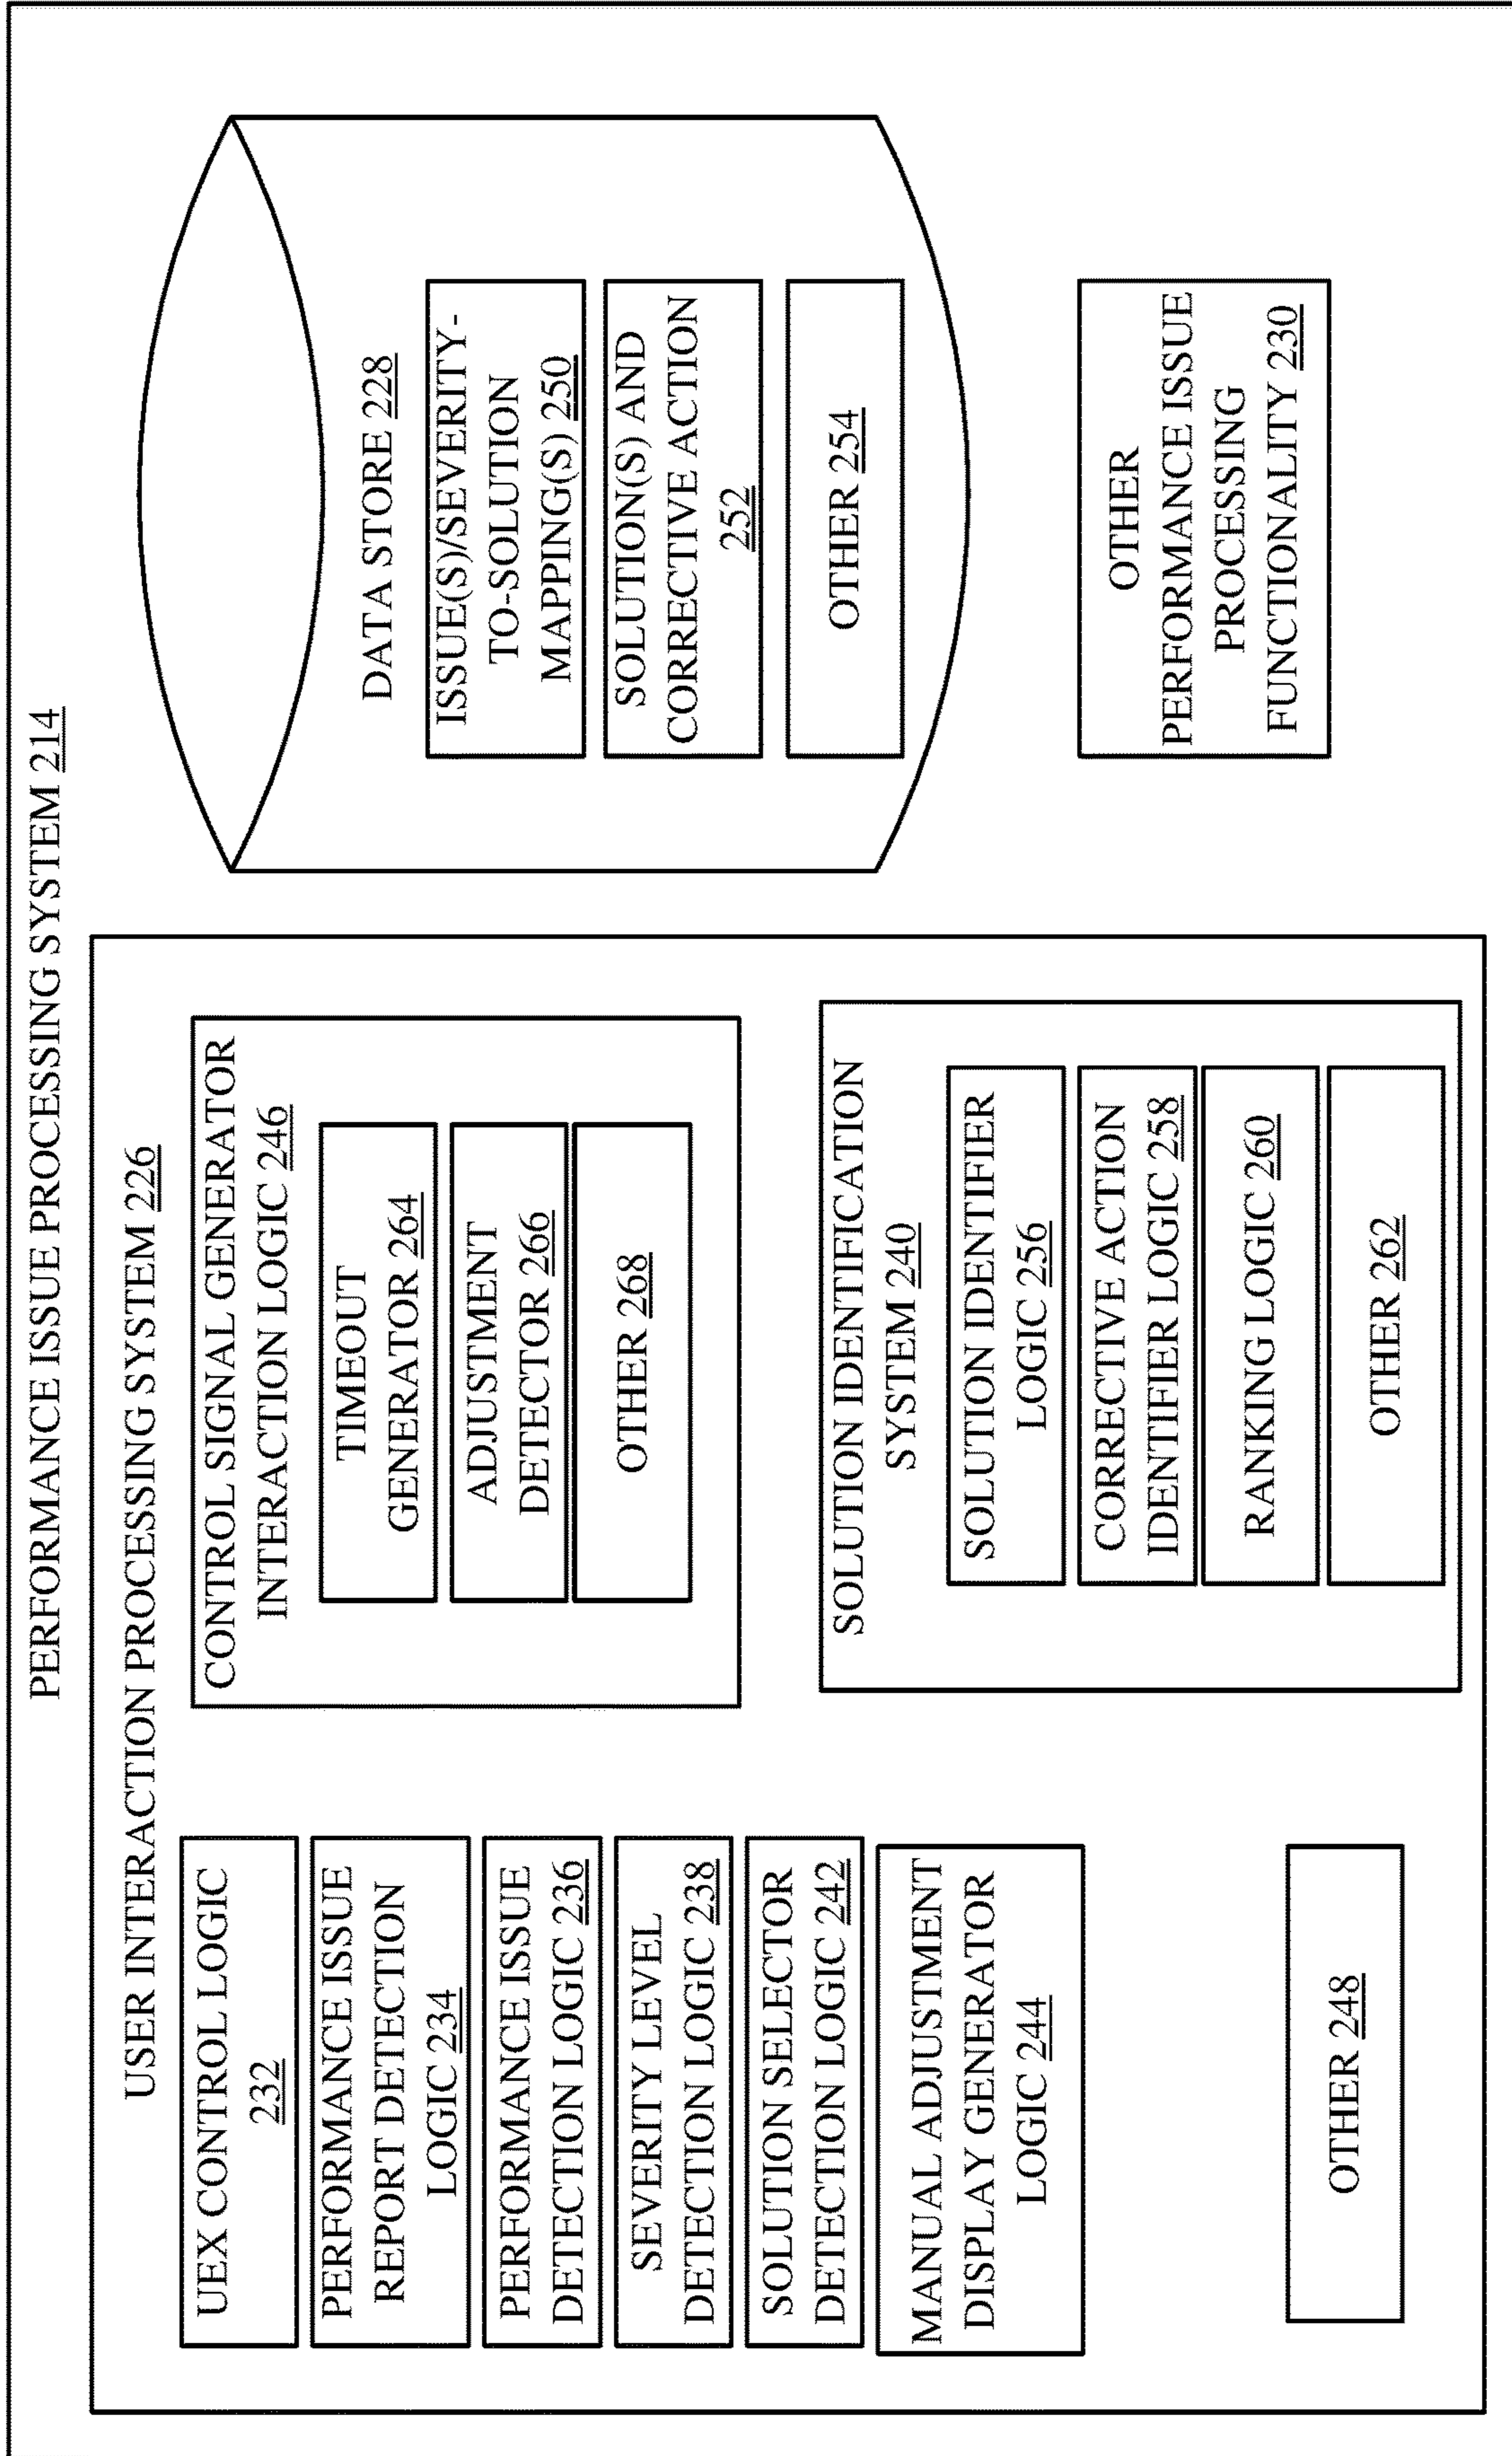 PERFORMANCE ISSUE PROCESSING SYSTEM 214
USER INTERACTION PROCESSING SYSTEM 226
UEX CONTROL LOGIC
232
PERFORMANCE ISSUE
REPORT DETECTION
LOGIC 234
PERFORMANCE ISSUE
DETECTION LOGIC 236
SEVERITY LEVEL
DETECTION LOGIC 238
SOLUTION SELECTOR
DETECTION LOGIC 242
MANUAL ADJUSTMENT
DISPLAY GENERATOR
LOGIC 244
OTHER 248
CONTROL SIGNAL GENERATOR
INTERACTION LOGIC 246
TIMEOUT
GENERATOR 264
ADJUSTMENT
DETECTOR 266
OTHER 268
SOLUTION IDENTIFICATION
SYSTEM 240
SOLUTION IDENTIFIER
LOGIC 256
CORRECTIVE ACTION
IDENTIFIER LOGIC 258
RANKING LOGIC 260
OTHER 262
DATA STORE 228
ISSUE(S)/SEVERITY-
TO-SOLUTION
MAPPING(S) 250
SOLUTION(S) AND
CORRECTIVE ACTION
252
OTHER 254
OTHER
PERFORMANCE ISSUE
PROCESSING
FUNCTIONALITY 230